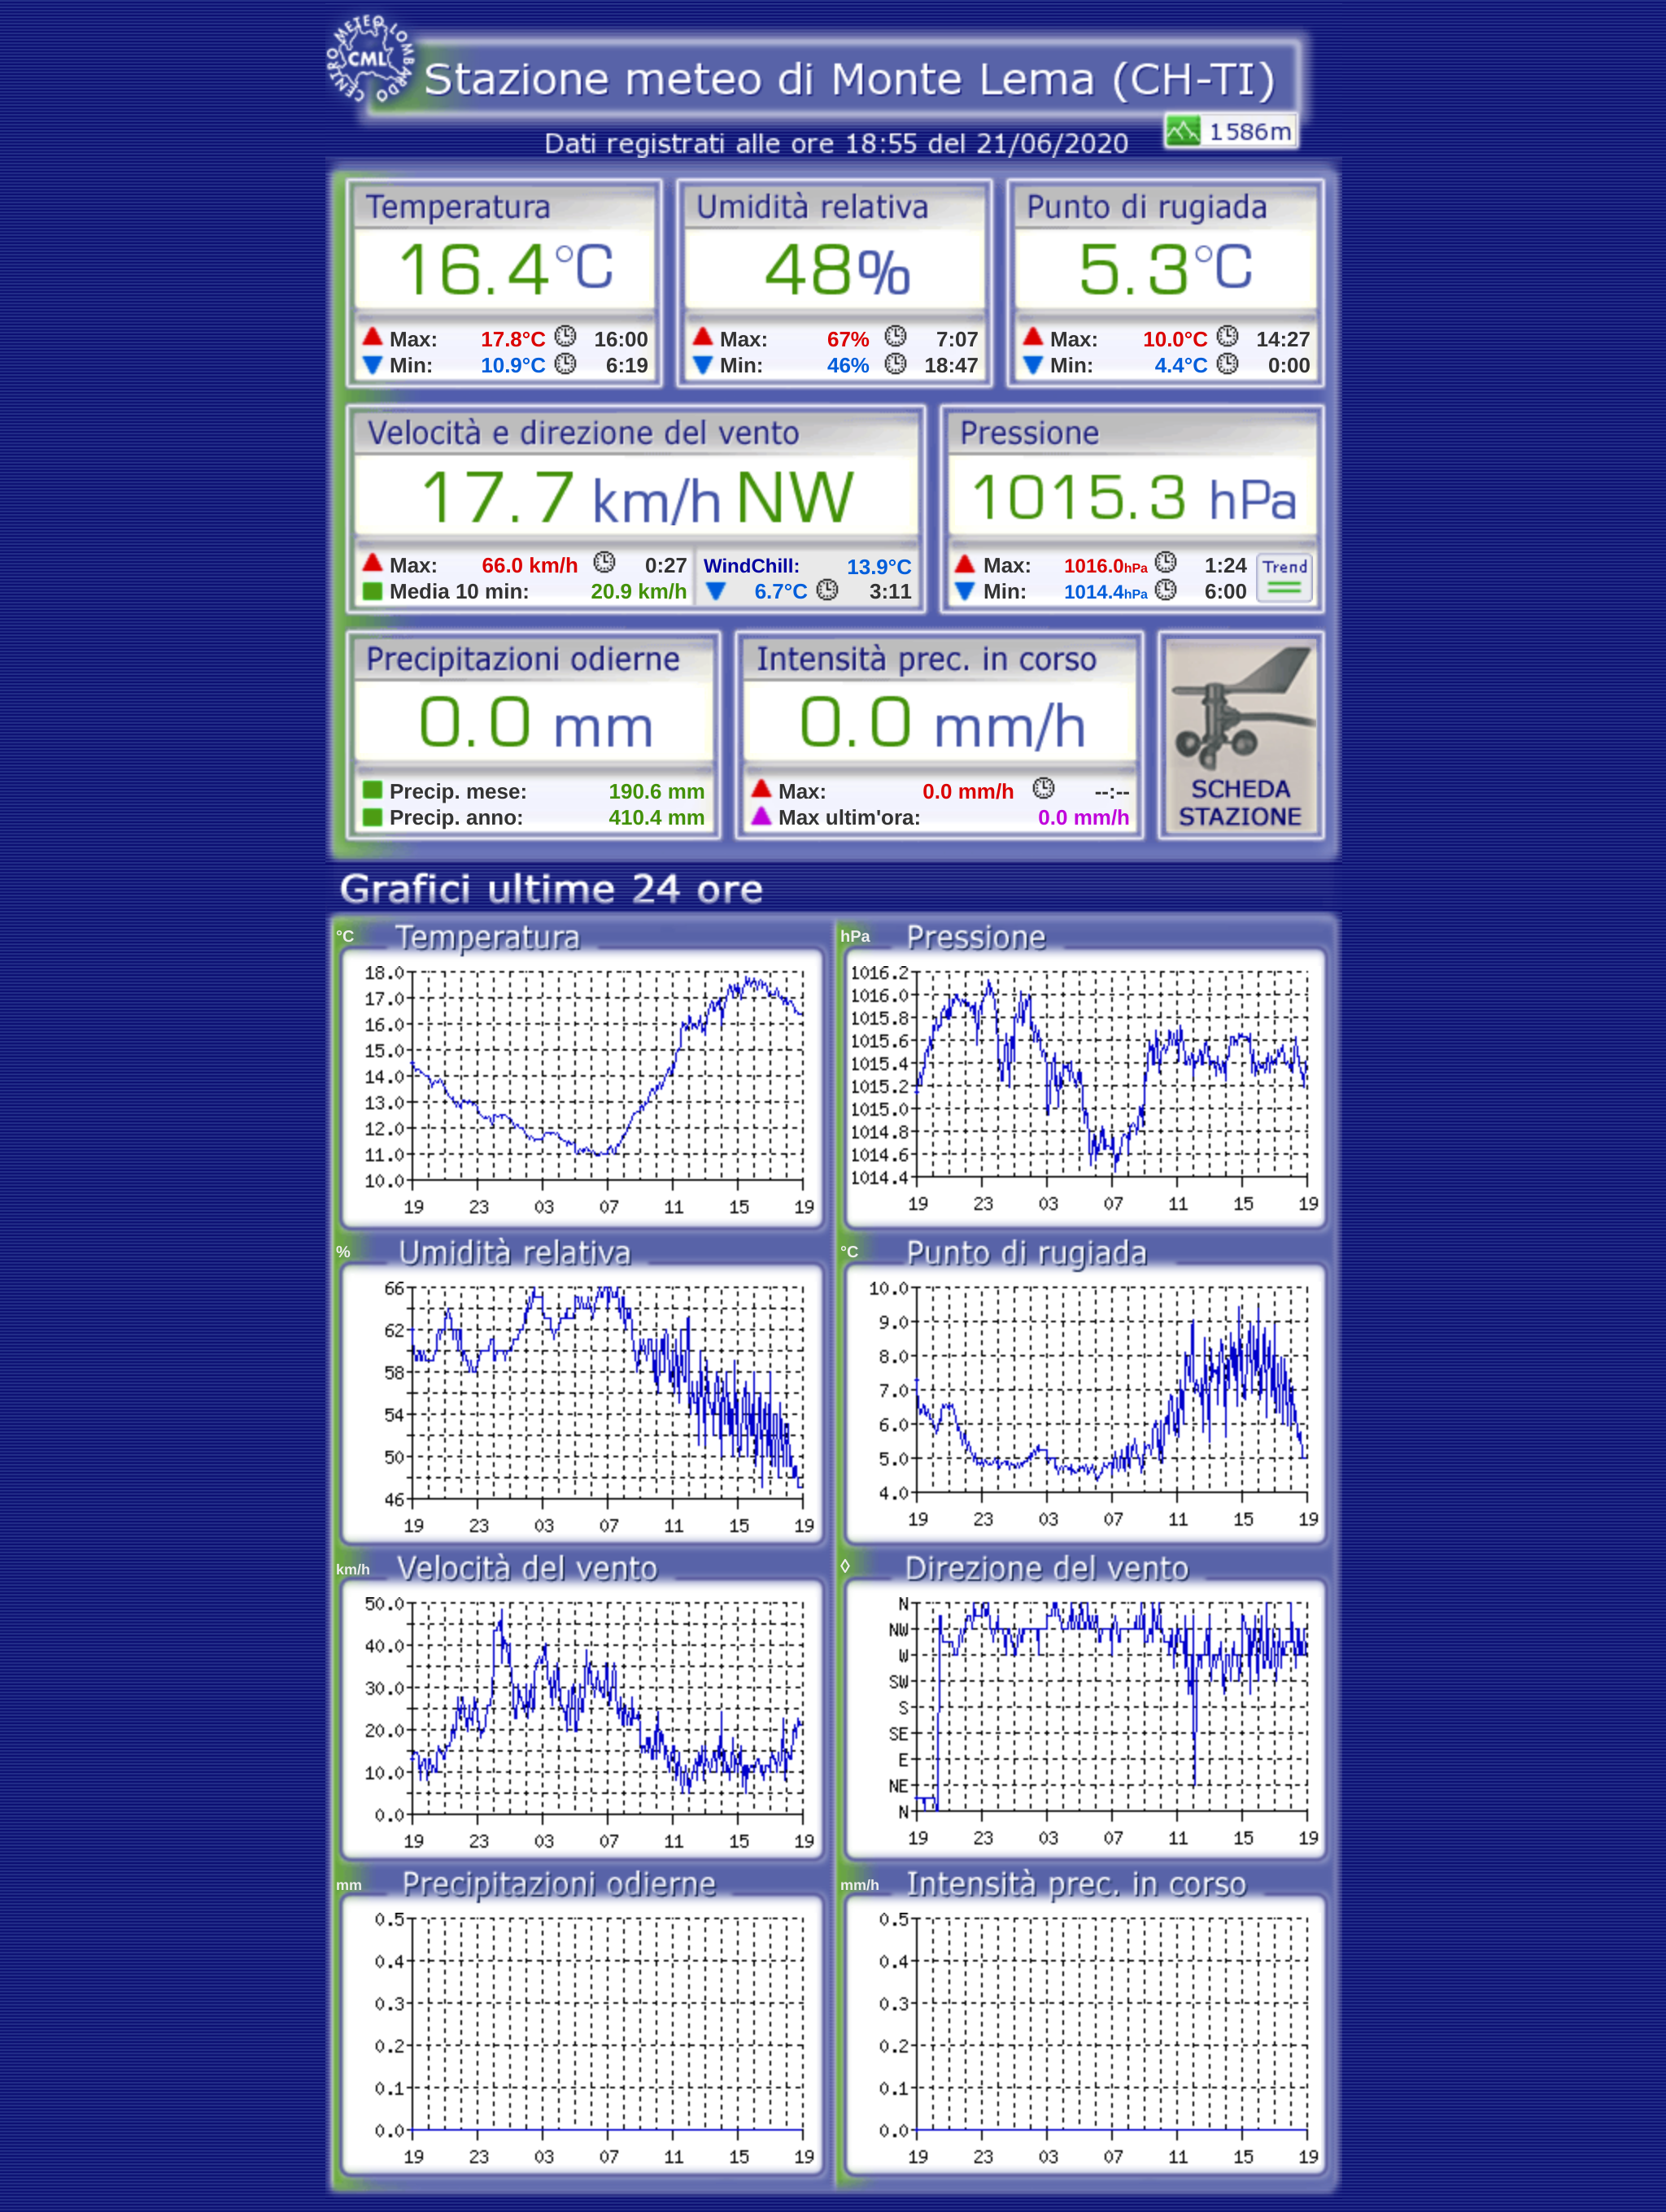 CENTRO METEO LOMBARDO
CML
Stazione meteo di Monte Lema (CH-TI)
Dati registrati alle ore 18:55 del 21/06/2020
1586m
Temperatura Umidità relativa Punto di rugiada
16.4°C 48% 5.3°C
Max: 17.8°C 16:00 Max: 67% 7:07 Max: 10.0°C 14:27
Min: 10.9°C 6:19 Min: 46% 18:47 Min: 4.4°C 0:00
Velocità e direzione del vento Pressione
17.7 km/h NW 1015.3 hPa
Max: 66.0 km/h 0:27 WindChill: 13.9°C Max: 1016.0hPa 1:24 Trend
Media 10 min: 20.9 km/h 6.7°C 3:11 Min: 1014.4hPa 6:00
Precipitazioni odierne Intensità prec. in corso
0.0 mm 0.0 mm/h
Precip. mese: 190.6 mm Max: 0.0 mm/h --:-- SCHEDA
Precip. anno: 410.4 mm Max ultim'ora: 0.0 mm/h STAZIONE
Grafici ultime 24 ore
°C Temperatura
18.0
17.0
16.0
15.0
14.0
13.0
12.0
11.0
10.0
19 23 03 07 11 15 19
hPa Pressione
1016.2
1016.0
1015.8
1015.6
1015.4
1015.2
1015.0
1014.8
1014.6
1014.4
19 23 03 07 11 15 19
% Umidità relativa
66
62
58
54
50
46
19 23 03 07 11 15 19
°C Punto di rugiada
10.0
9.0
8.0
7.0
6.0
5.0
4.0
19 23 03 07 11 15 19
km/h Velocità del vento
50.0
40.0
30.0
20.0
10.0
0.0
19 23 03 07 11 15 19
◊ Direzione del vento
N
NW
W
SW
S
SE
E
NE
N
19 23 03 07 11 15 19
mm Precipitazioni odierne
0.5
0.4
0.3
0.2
0.1
0.0
19 23 03 07 11 15 19
mm/h Intensità prec. in corso
0.5
0.4
0.3
0.2
0.1
0.0
19 23 03 07 11 15 19